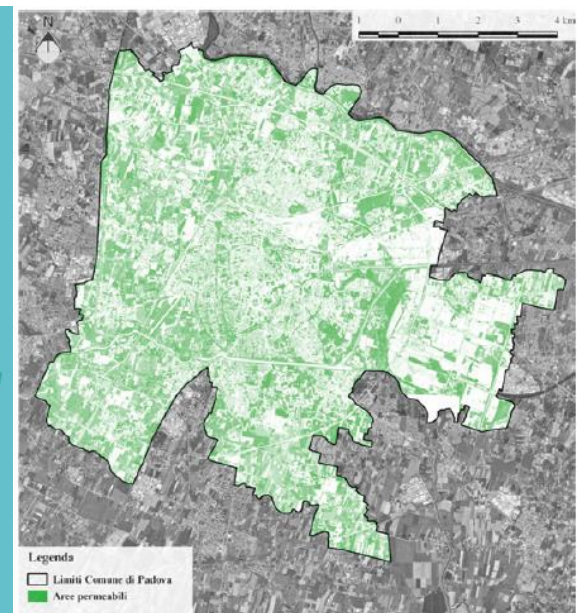 N
1 0 1 2 3 4 km
Legenda
Limiti Comune di Padova
Aree permeabili